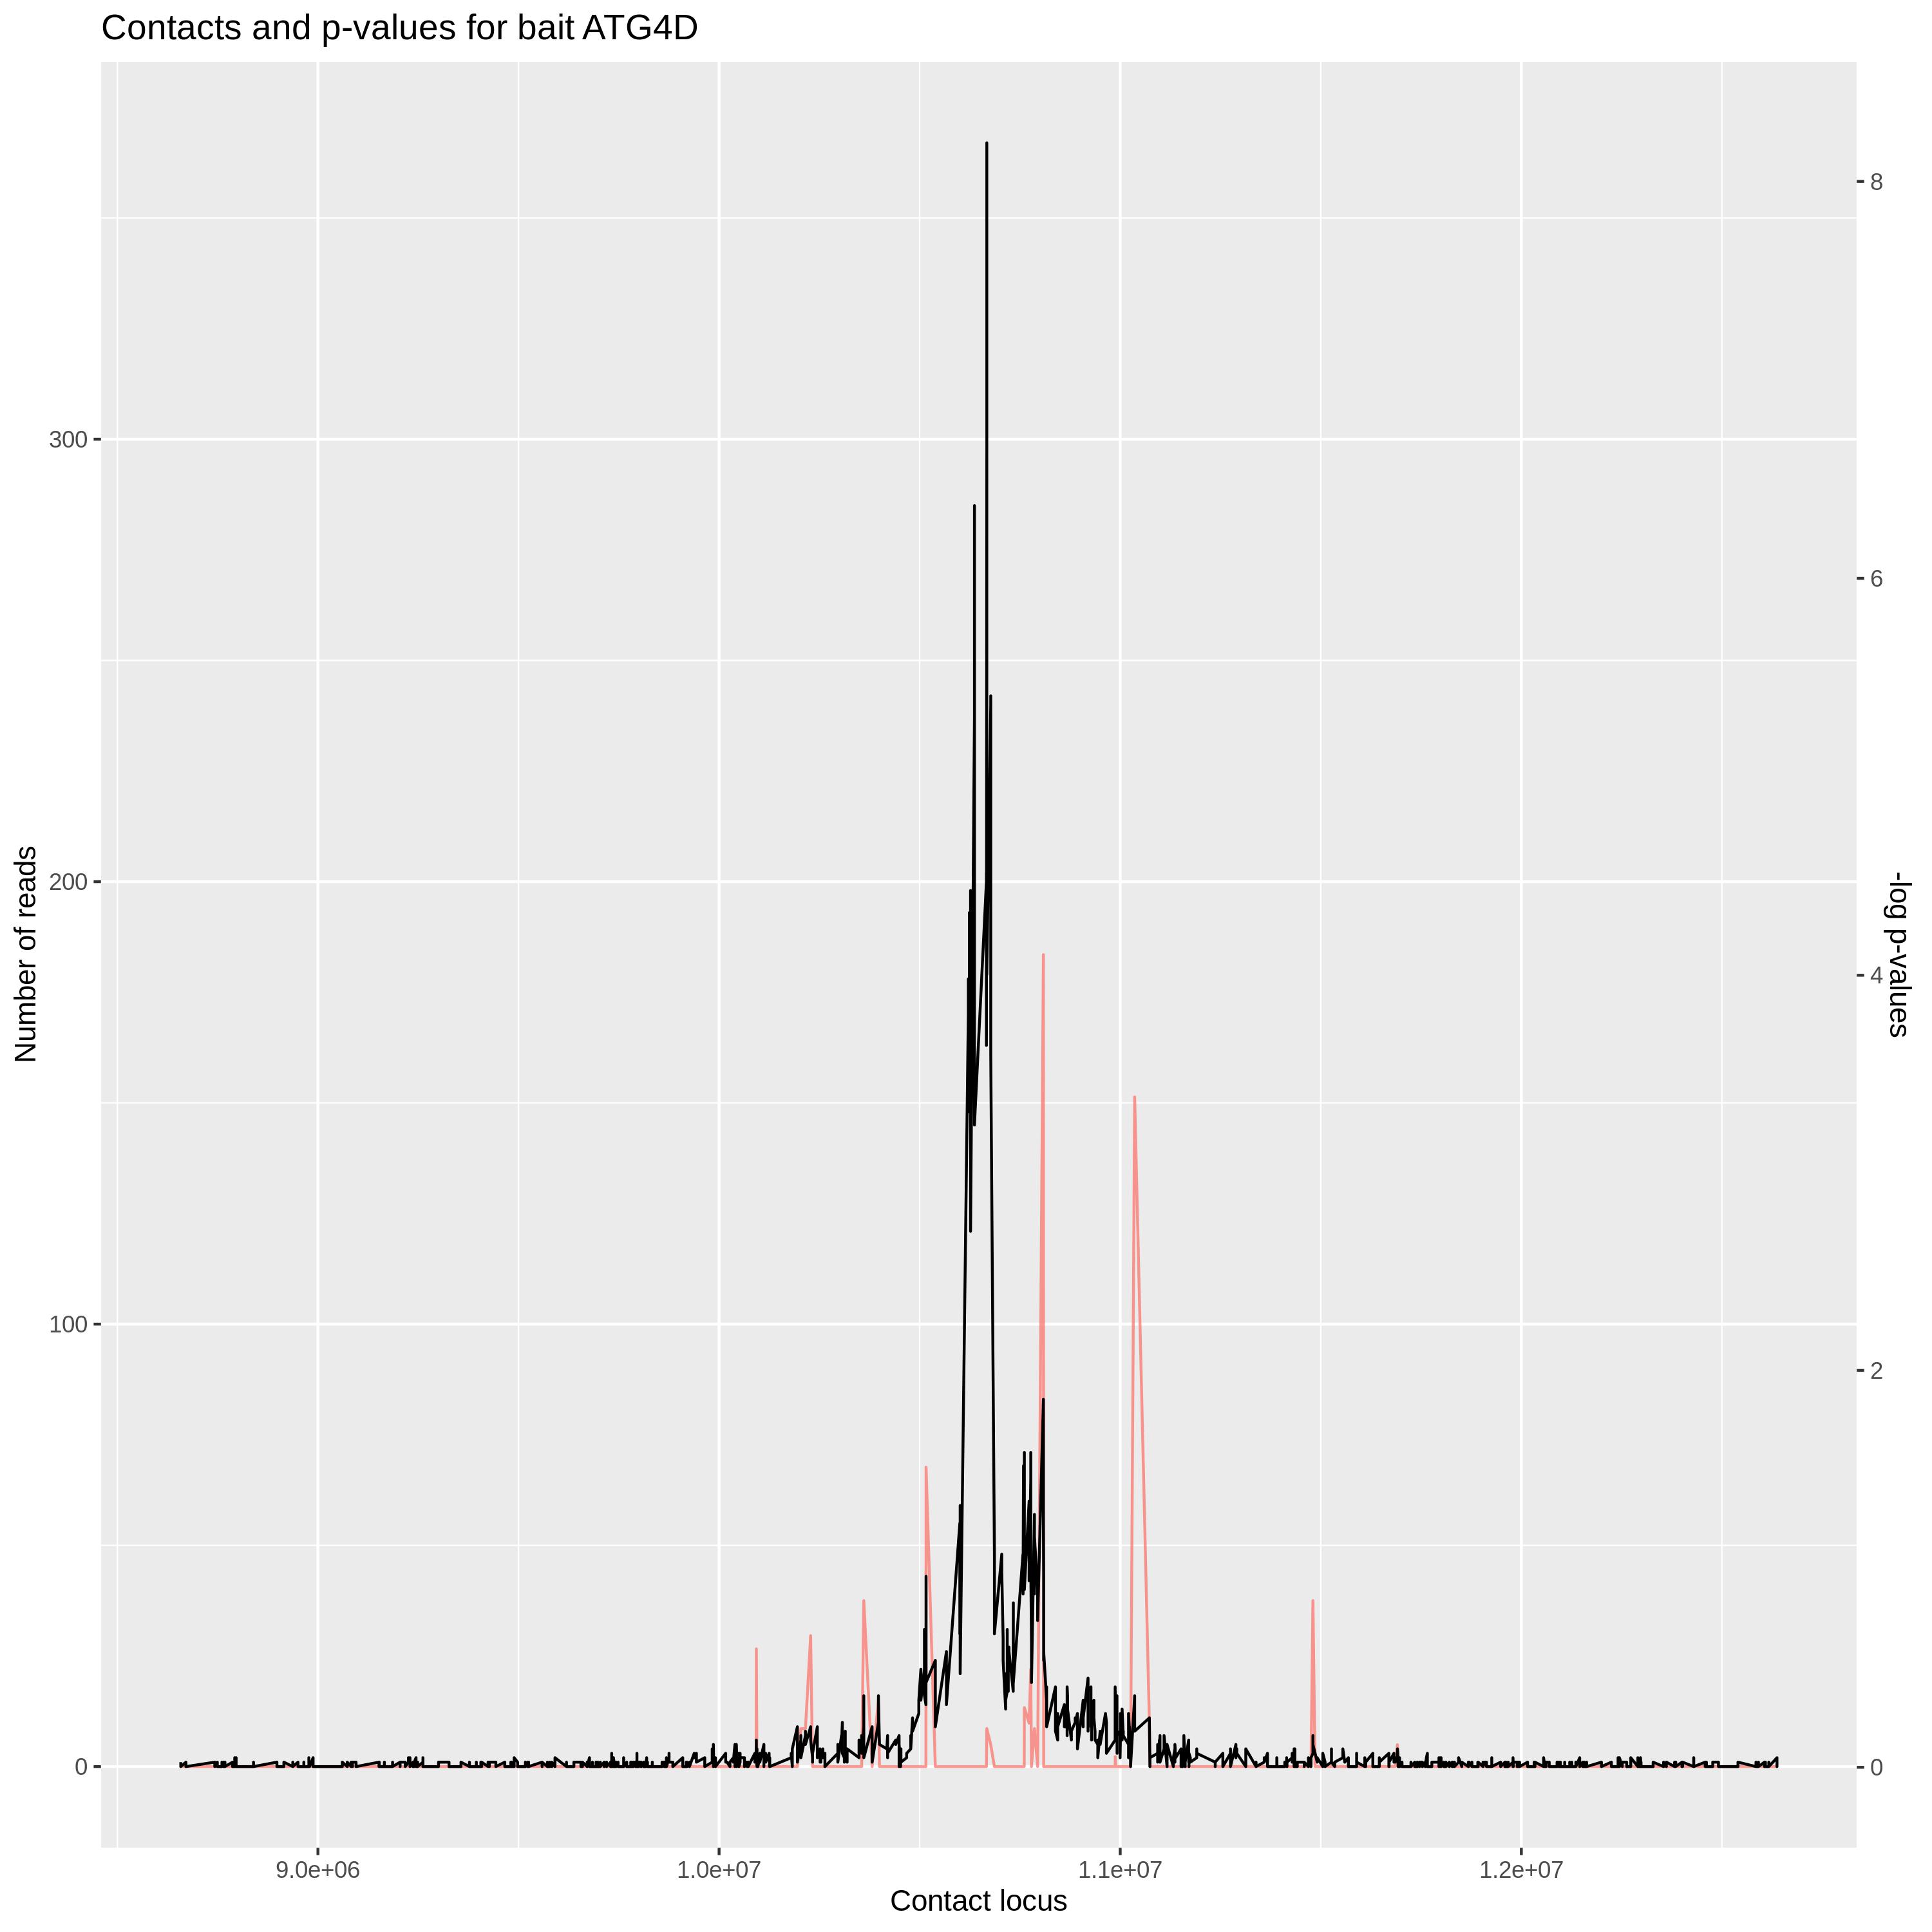 Contacts and p-values for bait ATG4D
Number of reads
300
200
100
0
8
6
4
2
0
-log p-values
9.0e+06
1.0e+07
1.1e+07
1.2e+07
Contact locus